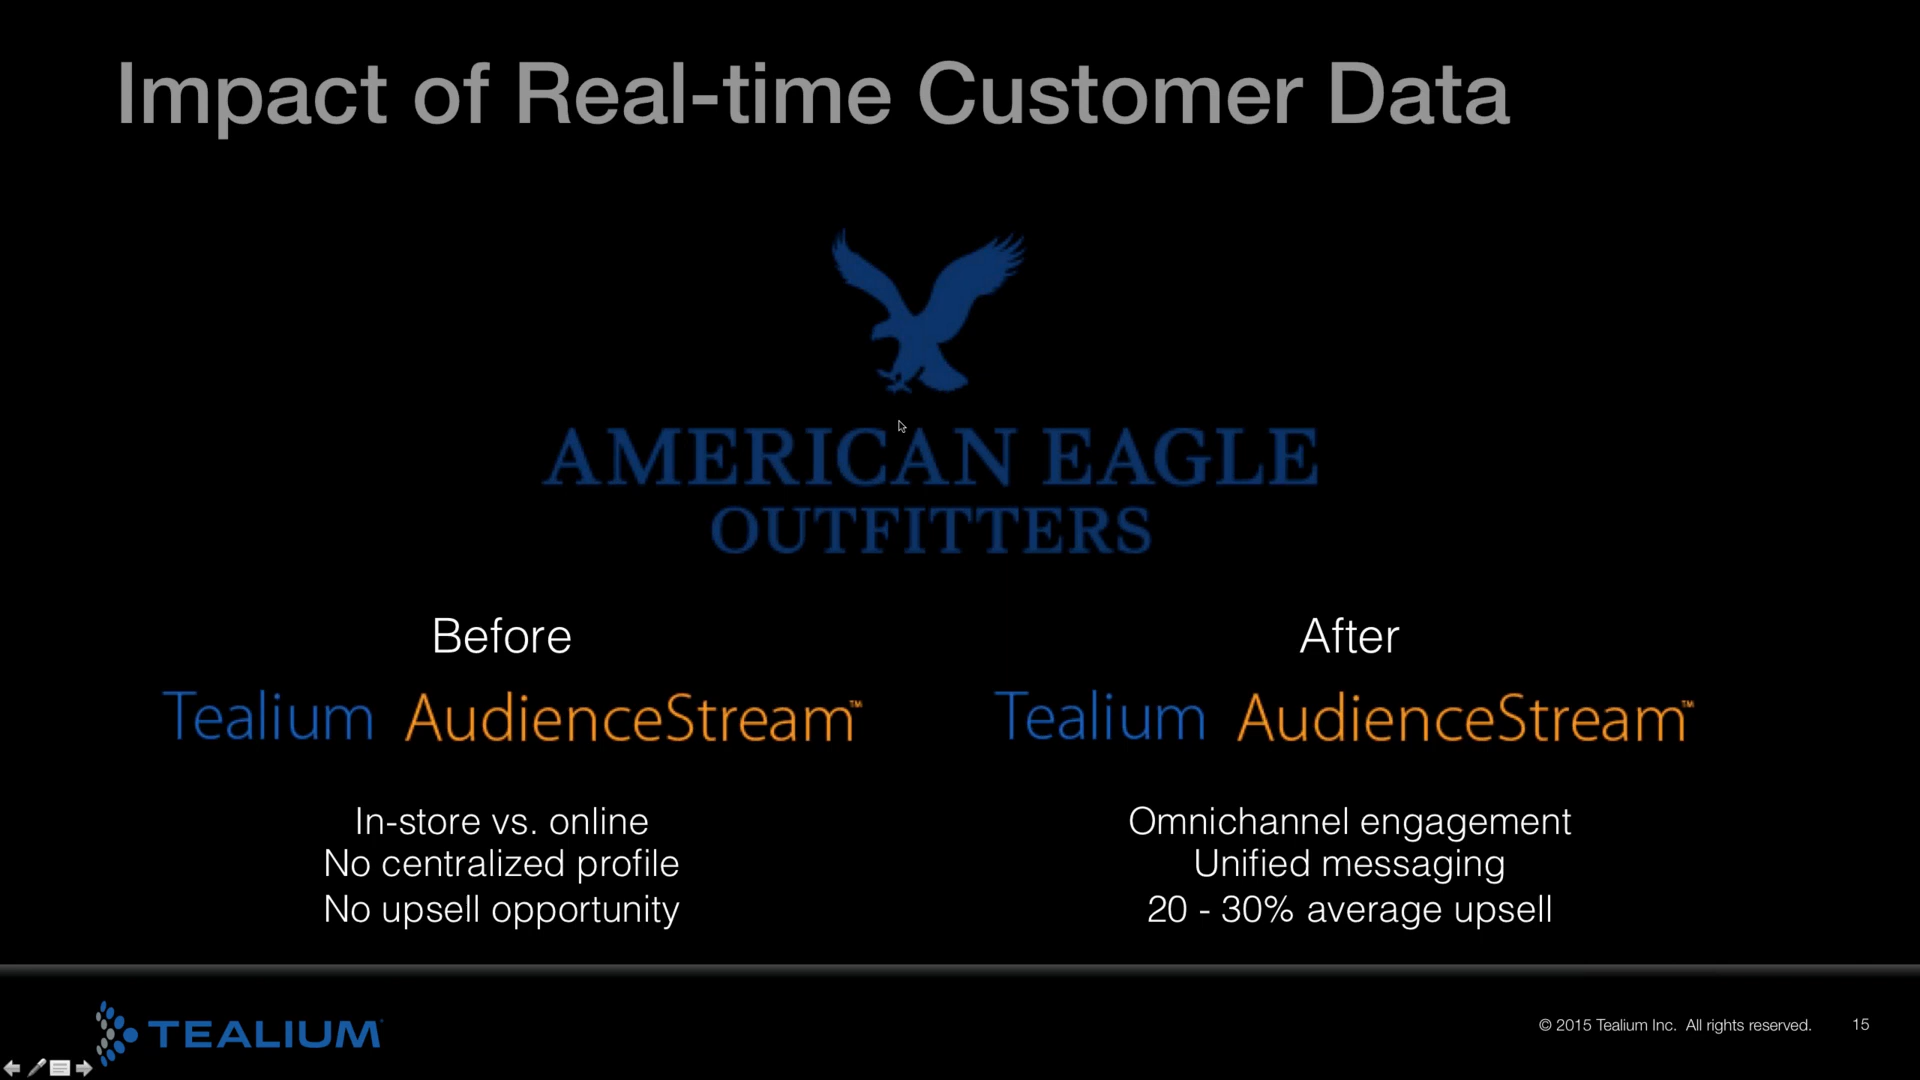 Impact of Real-time Customer Data
AMERICAN EAGLE
OUTFITTERS
Before
Tealium AudienceStream™
In-store vs. online
No centralized profile
No upsell opportunity
After
Tealium AudienceStream™
Omnichannel engagement
Unified messaging
20 - 30% average upsell
TEALIUM
© 2015 Tealium Inc. All rights reserved. 15